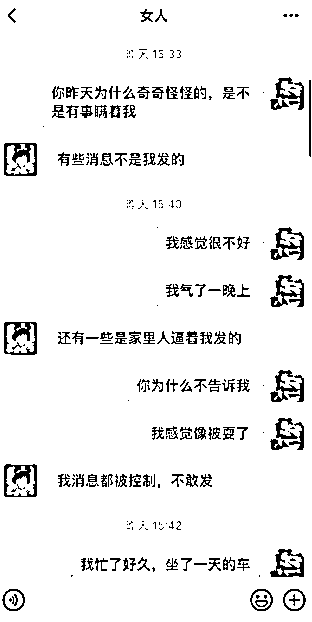 女人
昨天 15:33
你昨天为什么奇奇怪怪的，是不
是有事瞒着我
有些消息不是我发的
昨天 15:40
我感觉很不好
我气了一晚上
还有一些是家里人逼着我发的
你为什么不告诉我
我感觉像被耍了
我消息都被控制，不敢发
昨天 15:42
我忙了好久，坐了一天的车